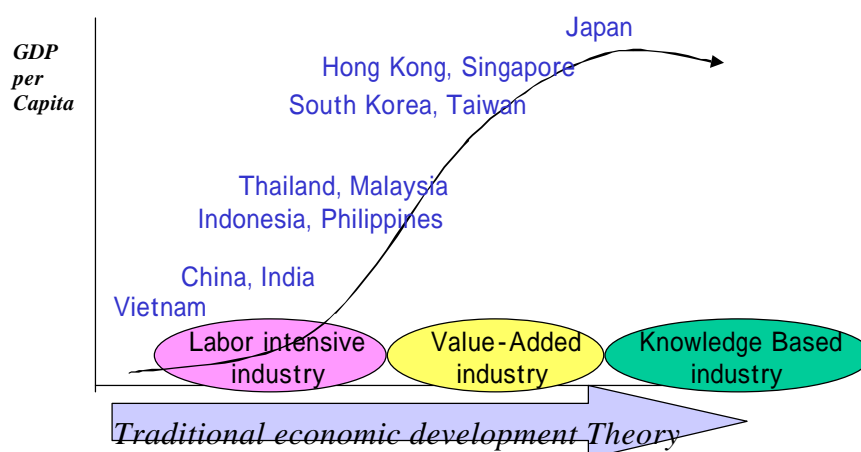 GDP
per
Capita
Japan
Hong Kong, Singapore
South Korea, Taiwan
Thailand, Malaysia
Indonesia, Philippines
China, India
Vietnam
Labor intensive
industry
Value-Added
industry
Knowledge Based
industry
Traditional economic development Theory